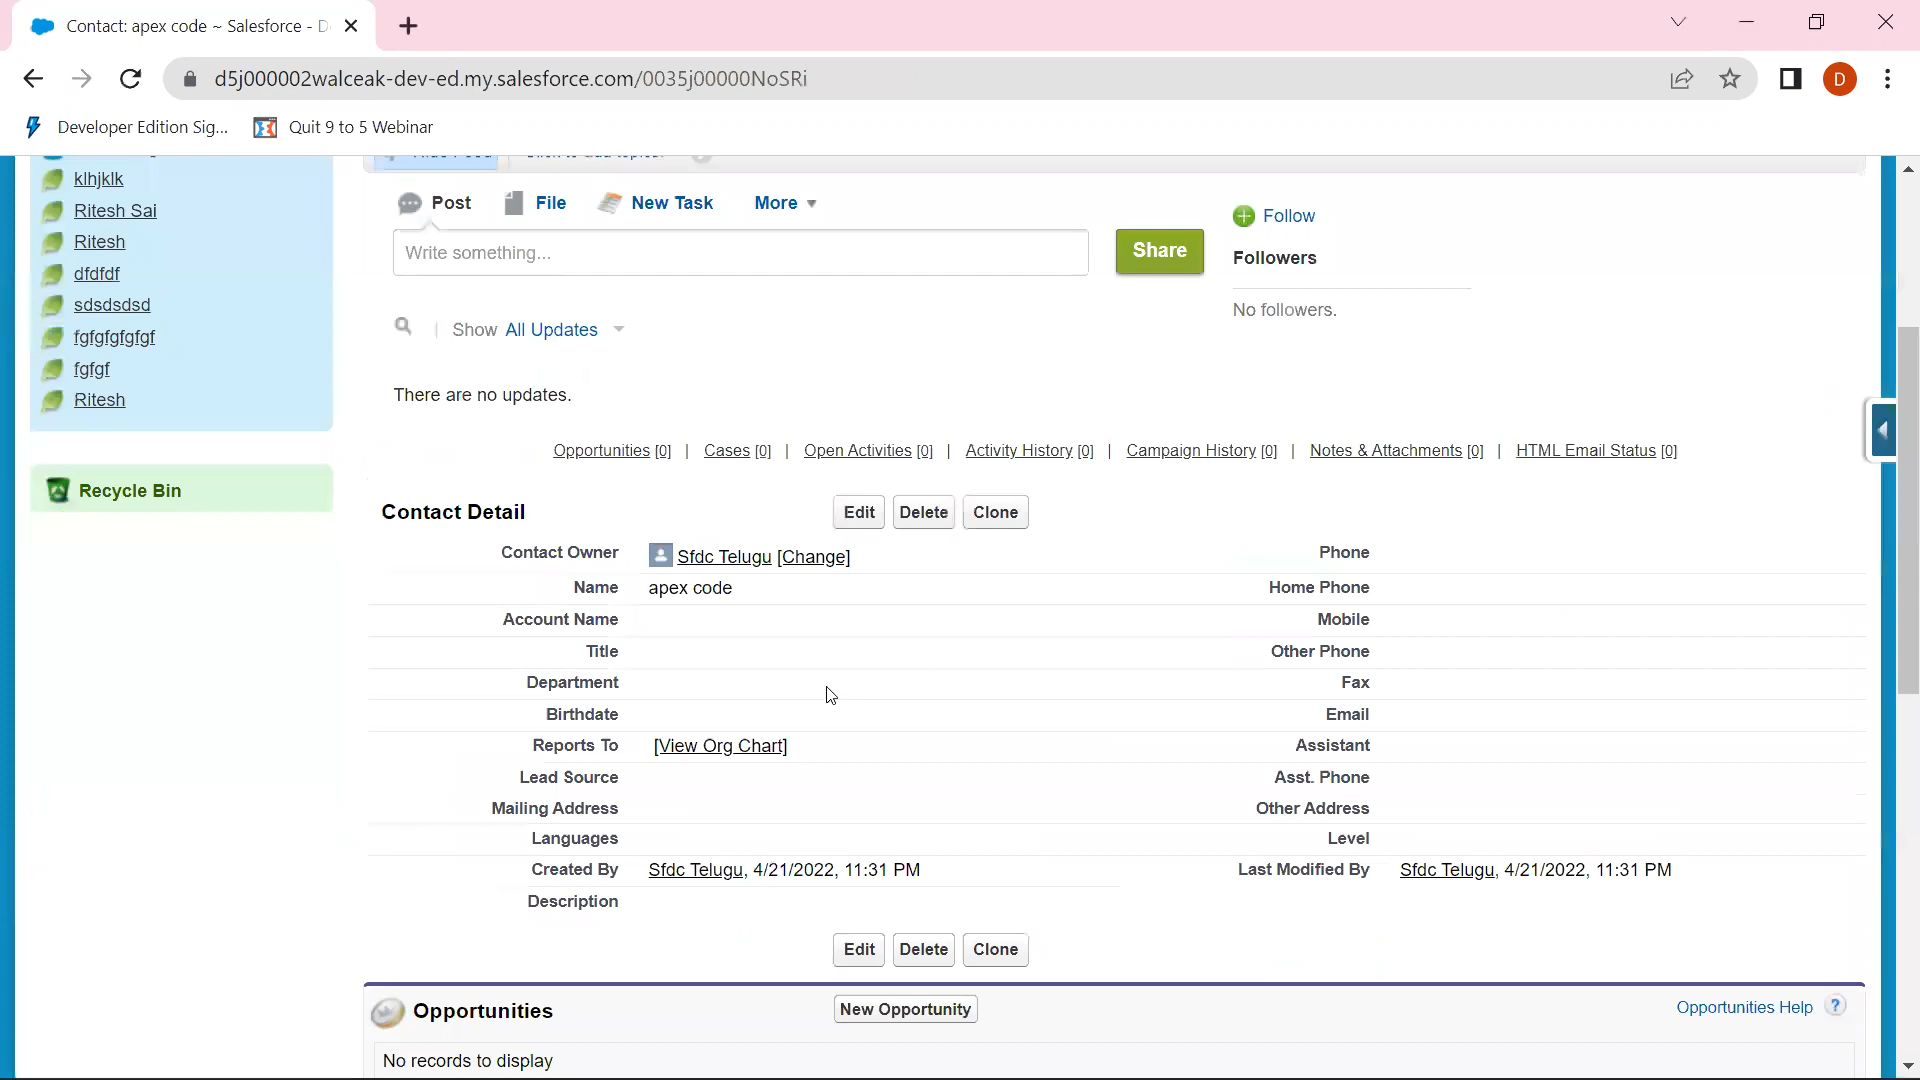 Contact: apex code ~ Salesforce - D
d5j000002walceak-dev-ed.my.salesforce.com/0035j00000NoSRi
D
Developer Edition Sig...
Quit 9 to 5 Webinar
klhjklk
Ritesh Sai
Ritesh
dfdfdf
sdsdsdsd
fgfgfgfgfgf
fgfgf
Ritesh
Recycle Bin
Post
File
New Task
More
Write something...
Share
Show All Updates
There are no updates.
Follow
Followers
No followers.
Opportunities [0] | Cases [0] | Open Activities [0] | Activity History [0] | Campaign History [0] | Notes & Attachments [0] | HTML Email Status [0]
Contact Detail
Edit
Delete
Clone
Contact Owner Sfdc Telugu [Change] Phone
Name apex code Home Phone
Account Name Mobile
Title Other Phone
Department Fax
Birthdate Email
Reports To [View Org Chart] Assistant
Lead Source Asst. Phone
Mailing Address Other Address
Languages Level
Created By Sfdc Telugu, 4/21/2022, 11:31 PM Last Modified By Sfdc Telugu, 4/21/2022, 11:31 PM
Description
Edit
Delete
Clone
Opportunities
New Opportunity
Opportunities Help ?
No records to display